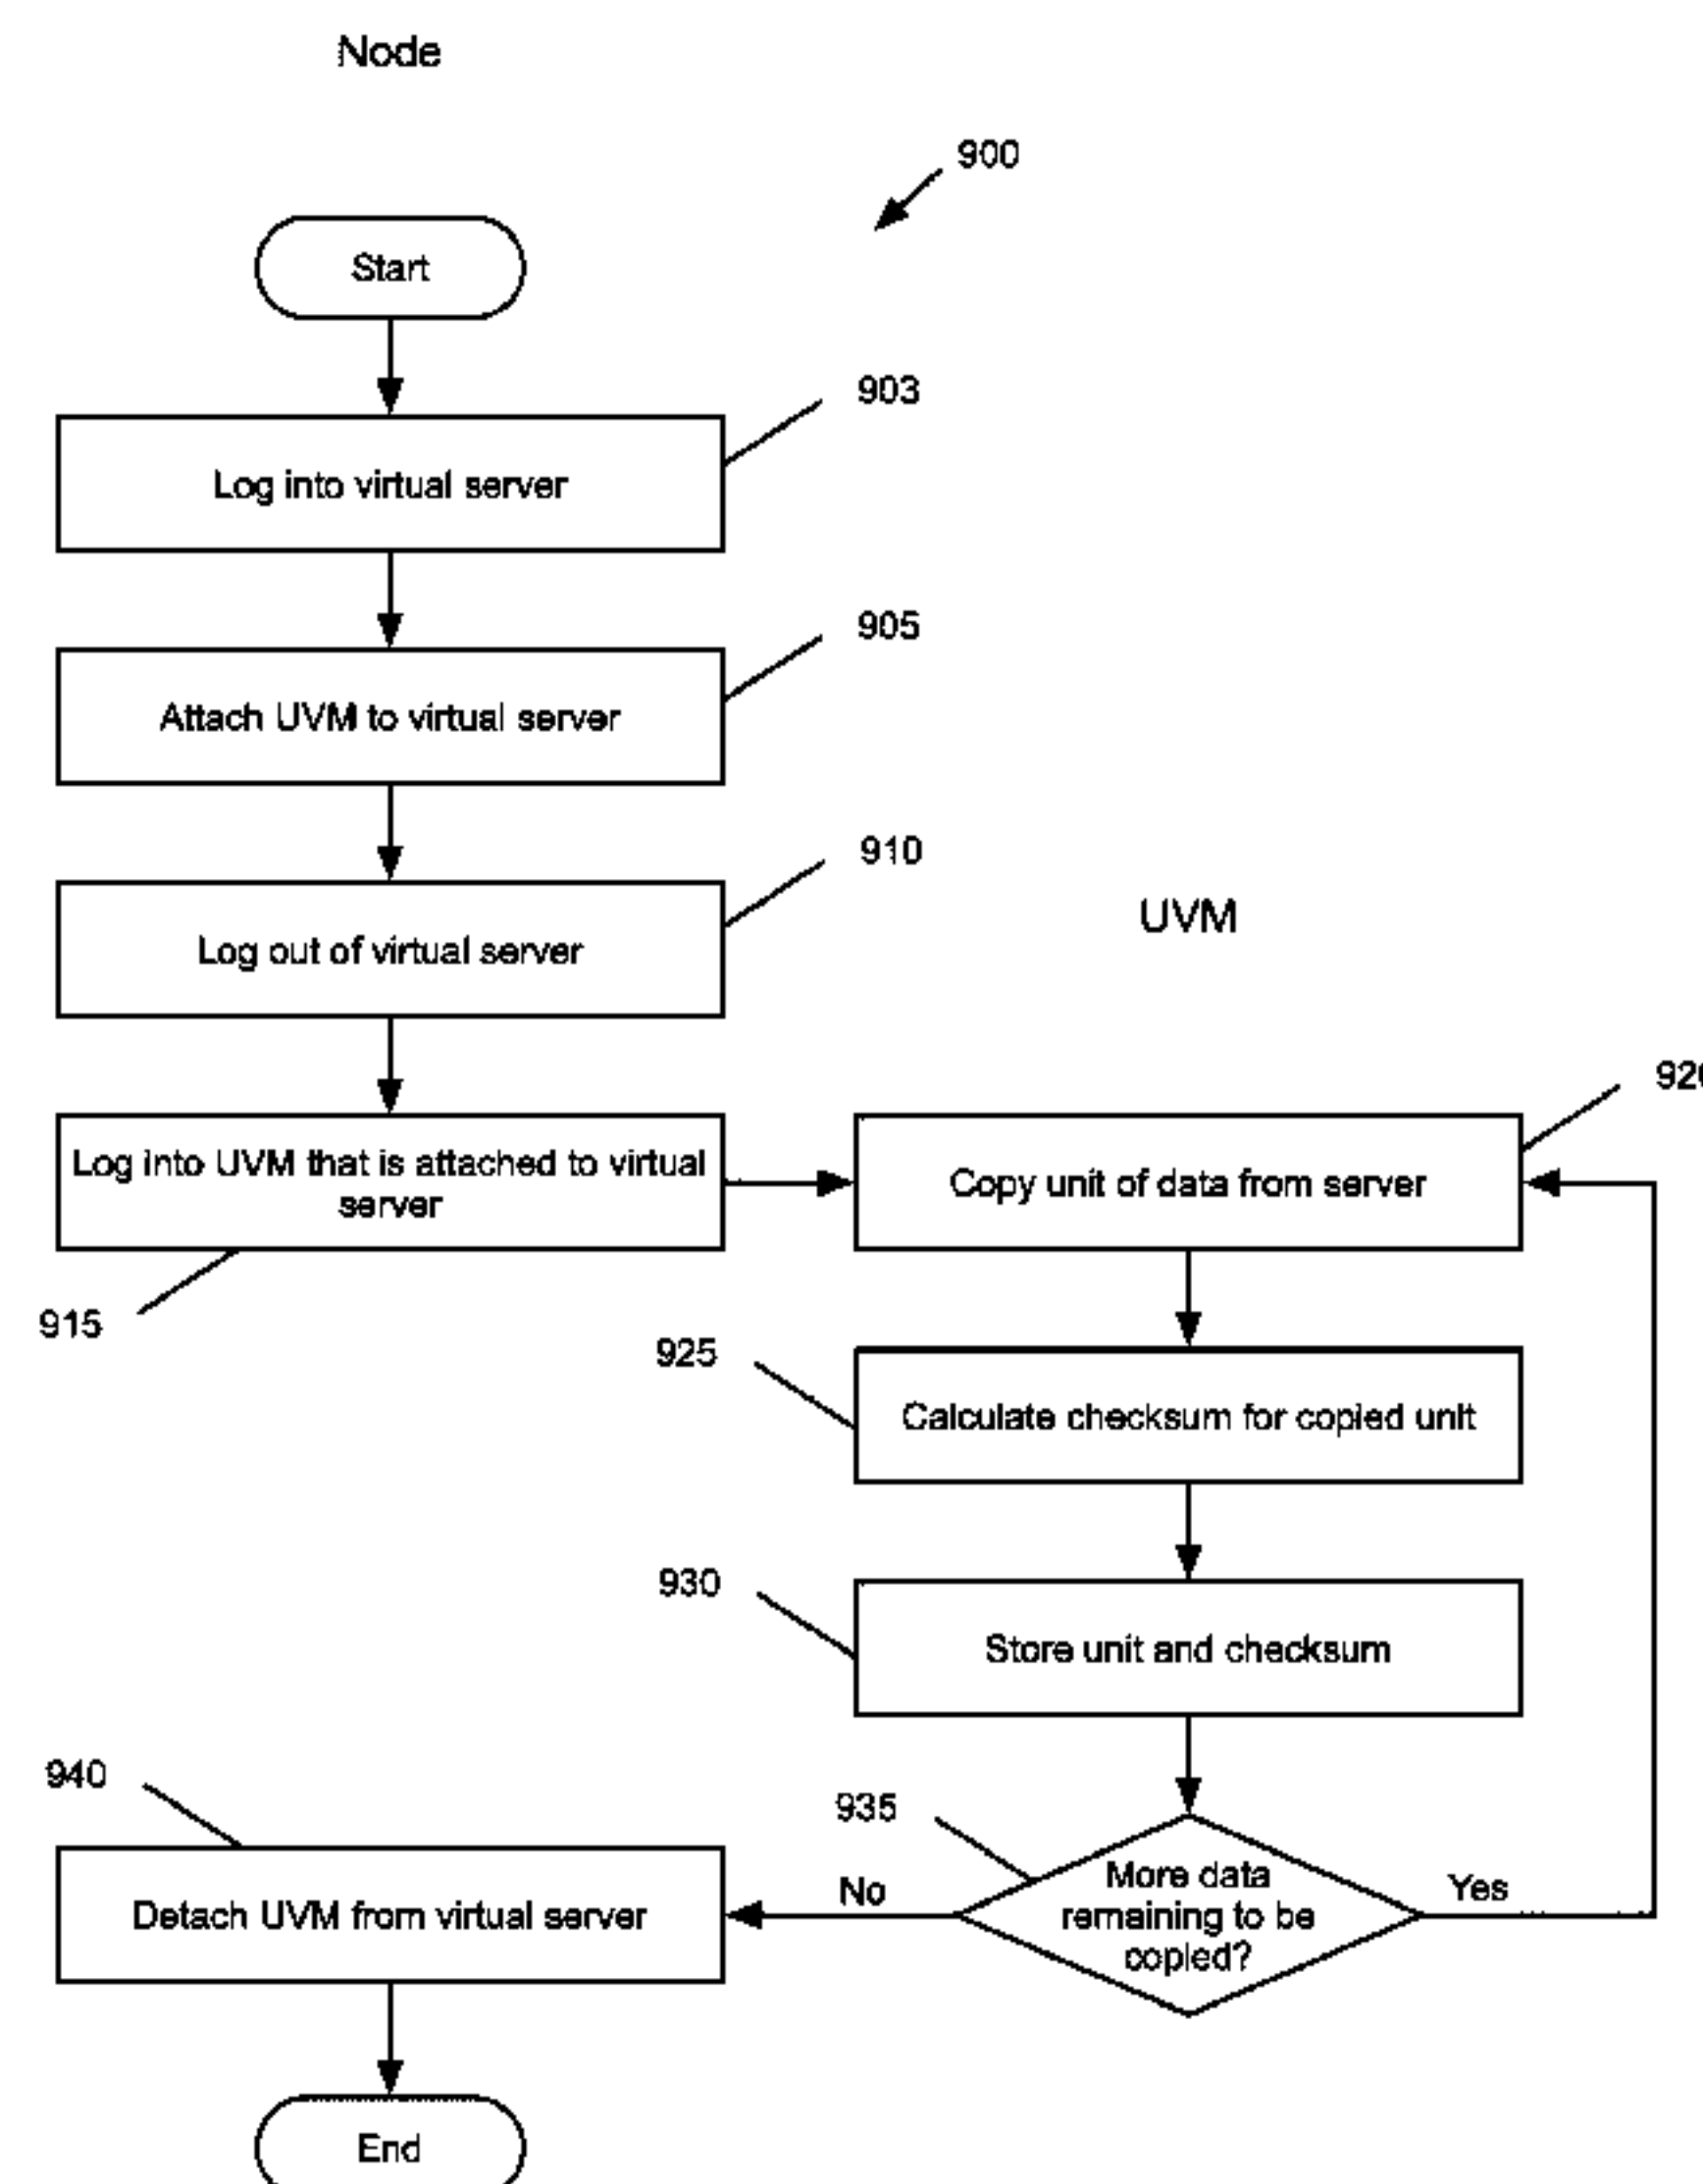 Node
900
Start
903
Log into virtual server
905
Attach UVM to virtual server
910
Log out of virtual server
UVM
Log into UVM that is attached to virtual
server
915
Copy unit of data from server
925
Calculate checksum for copied unit
930
Store unit and checksum
935
More data
remaining to be
copied?
Yes
No
940
Detach UVM from virtual server
End